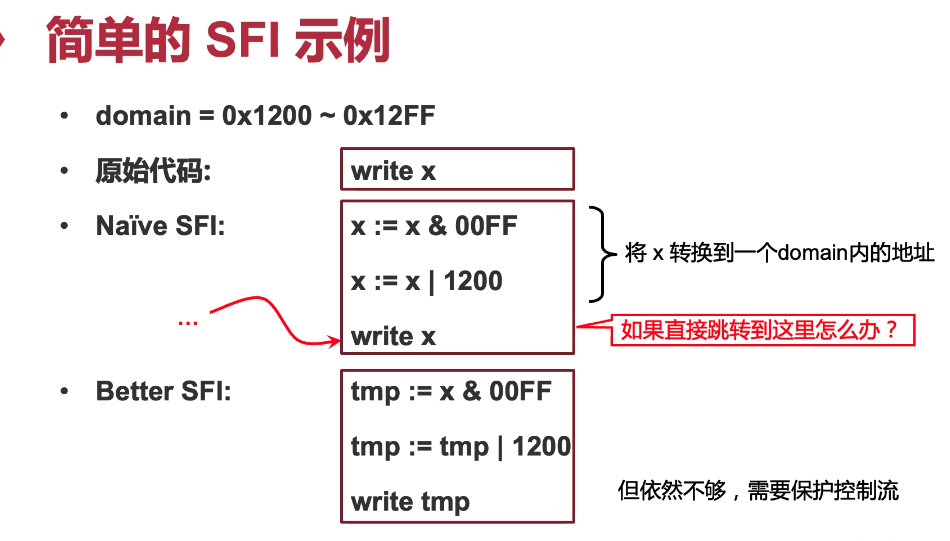 简单的 SFI 示例
• domain = 0x1200 ~ 0x12FF
• 原始代码:
write x
• Naïve SFI:
x := x & 00FF
x := x | 1200
write x
将 x 转换到一个domain内的地址
...
如果直接跳转到这里怎么办？
• Better SFI:
tmp := x & 00FF
tmp := tmp | 1200
write tmp
但依然不够，需要保护控制流